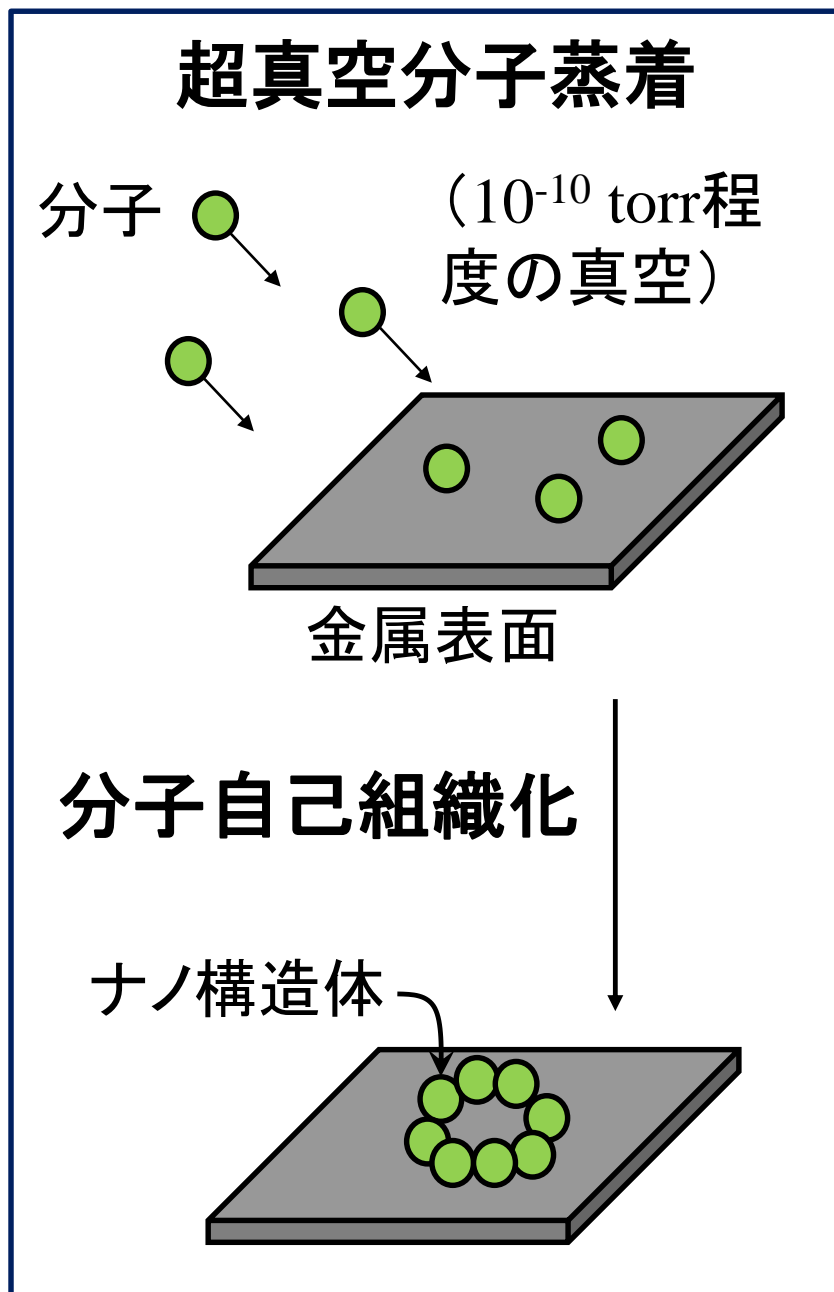 超真空分子蒸着
分子
（10⁻¹⁰ torr程
度の真空）
金属表面
分子自己組織化
ナノ構造体